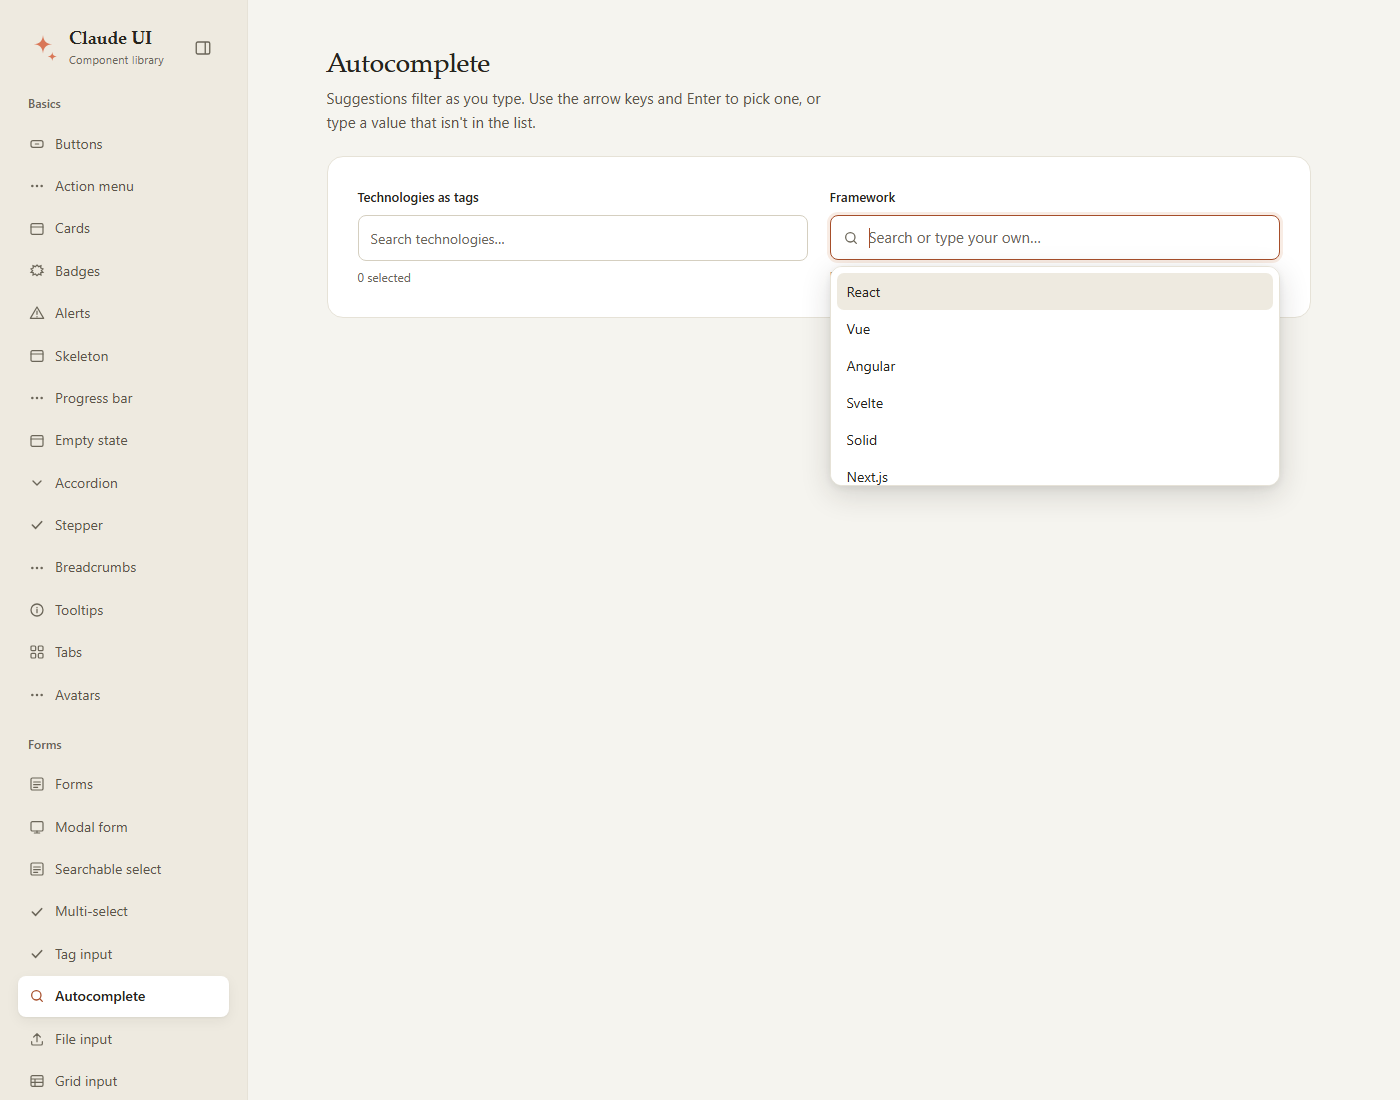 Claude UI
Component library
Basics
Buttons
Action menu
Cards
Badges
Alerts
Skeleton
Progress bar
Empty state
Accordion
Stepper
Breadcrumbs
Tooltips
Tabs
Avatars
Forms
Forms
Modal form
Searchable select
Multi-select
Tag input
Autocomplete
File input
Grid input
Autocomplete
Suggestions filter as you type. Use the arrow keys and Enter to pick one, or
type a value that isn't in the list.
Technologies as tags
Search technologies...
0 selected
Framework
Search or type your own...
React
Vue
Angular
Svelte
Solid
Next.js